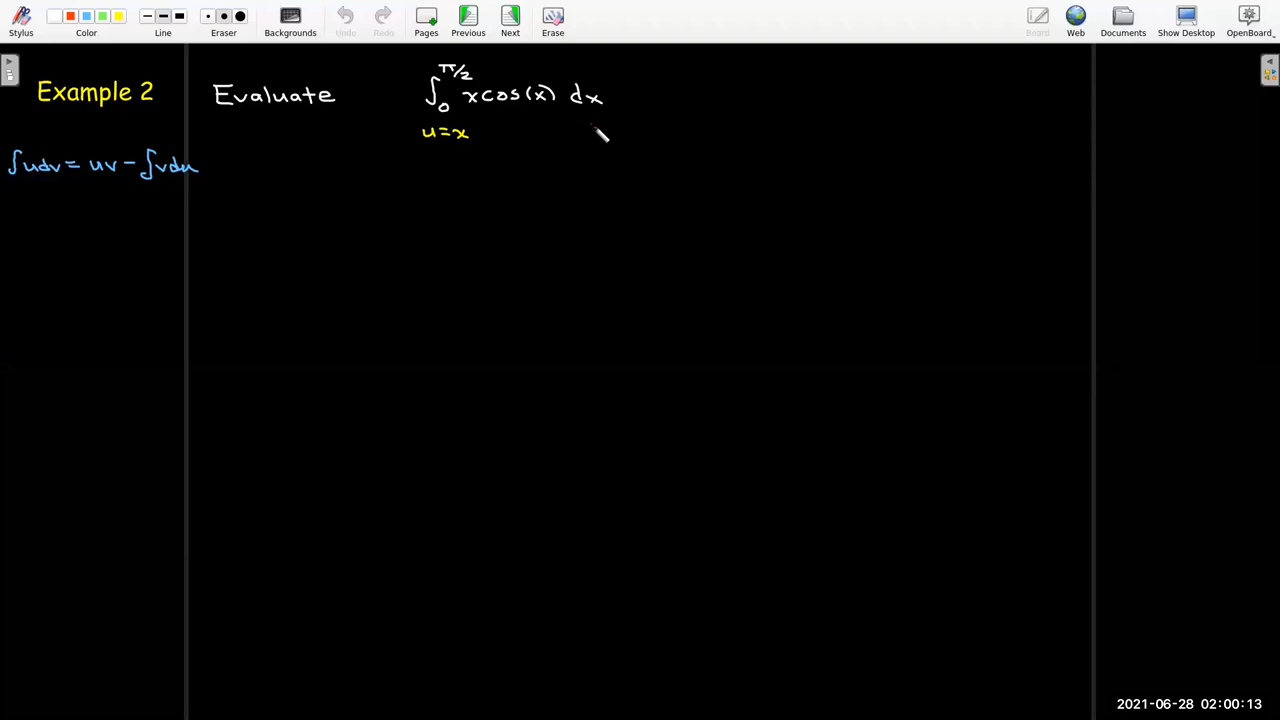 Stylus Color Line Eraser Backgrounds Undo Redo Pages Previous Next Erase Board Web Documents Show Desktop OpenBoard
Example 2 Evaluate ∫₀^{π/2} xcos(x) dx
u=x
∫udv = uv - ∫vdu
2021-06-28 02:00:13